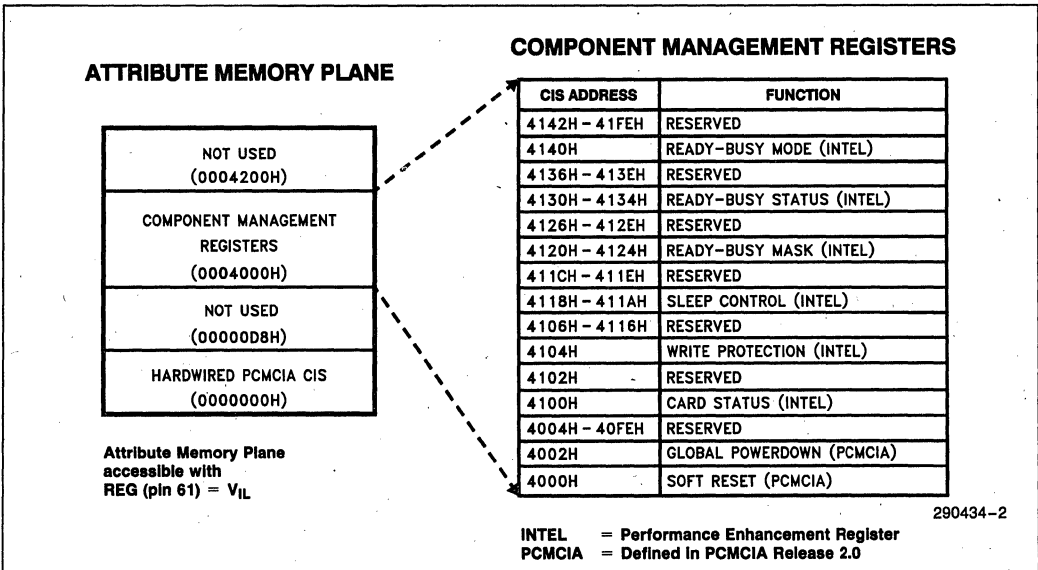 ATTRIBUTE MEMORY PLANE
NOT USED
(0004200H)
COMPONENT MANAGEMENT
REGISTERS
(0004000H)
NOT USED
(00000D8H)
HARDWIRED PCMCIA CIS
(0000000H)
Attribute Memory Plane
accessible with
REG (pin 61) = VIL
COMPONENT MANAGEMENT REGISTERS
CIS ADDRESS FUNCTION
4142H – 41FEH RESERVED
4140H READY-BUSY MODE (INTEL)
4136H – 413EH RESERVED
4130H – 4134H READY-BUSY STATUS (INTEL)
4126H – 412EH RESERVED
4120H – 4124H READY-BUSY MASK (INTEL)
411CH – 411EH RESERVED
4118H – 411AH SLEEP CONTROL (INTEL)
4106H – 4116H RESERVED
4104H WRITE PROTECTION (INTEL)
4102H RESERVED
4100H CARD STATUS (INTEL)
4004H – 40FEH RESERVED
4002H GLOBAL POWERDOWN (PCMCIA)
4000H SOFT RESET (PCMCIA)
290434–2
INTEL = Performance Enhancement Register
PCMCIA = Defined in PCMCIA Release 2.0